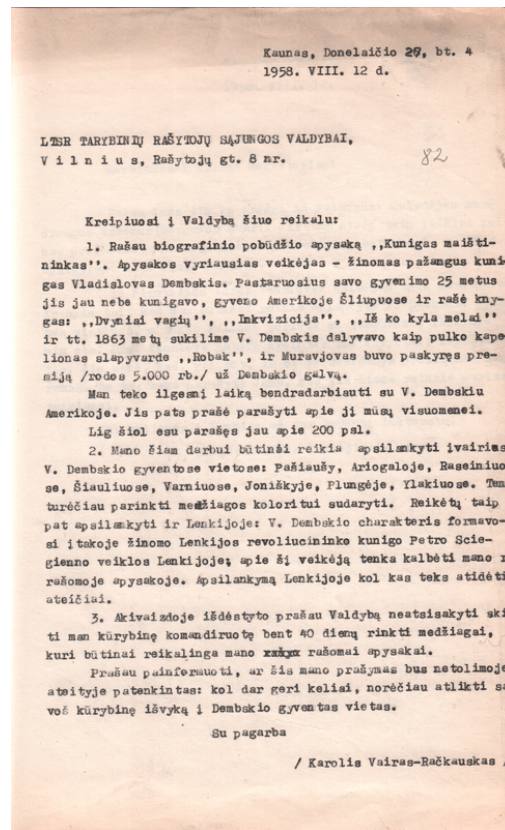 Kaunas, Donelaičio 29, bt. 4
1958. VIII. 12 d.
LTSR TARYBINIŲ RAŠYTOJŲ SĄJUNGOS VALDYBAI,
Vilnius, Rašytojų gt. 8 nr.
82
Kreipiuosi į Valdybą šiuo reikalu:
1. Rašau biografinio pobūdžio apysaką ,,Kunigas maišti-
ninkas''. Apysakos vyriausias veikėjas - žinomas pažangus kuni-
gas Vladislovas Dembskis. Pastaruosius savo gyvenimo 25 metus
jis jau nebe kunigavo, gyveno Amerikoje Šliupuose ir rašė kny-
gas: ,,Dvyniai vagių'', ,,Inkvizicija'', ,,Iš ko kyla melai''
ir tt. 1863 metų sukilime V. Dembskis dalyvavo kaip pulko kape-
lionas slapyvarde ,,Robak'', ir Muravjovas buvo paskyręs pre-
miją /rodos 5.000 rb./ už Dembskio galvą.
Man teko ilgesnį laiką bendradarbiauti su V. Dembskiu
Amerikoje. Jis pats prašė parašyti apie jį mūsų visuomenei.
Lig šiol esu parašęs jau apie 200 psl.
2. Mano šiam darbui būtinai reikia apsilankyti įvairiose
V. Dembskio gyventose vietose: Pašiaušy, Ariogaloje, Raseiniuo
se, Šiauliuose, Varniuose, Joniškyje, Plungėje, Ylakiuose. Ten
turėčiau parinkti medžiagos koloritui sudaryti. Reikėtų taip
pat apsilankyti ir Lenkijoje: V. Dembskio charakteris formavo-
si įtakoje žinomo Lenkijos revoliucininko kunigo Petro Scie-
gienno veiklos Lenkijoje; apie šį veikėją tenka kalbėti mano r
rašomoje apysakoje. Apsilankymą Lenkijoje kol kas teks atidėti
ateičiai.
3. Akivaizdoje išdėstyto prašau Valdybą neatsisakyti ski
ti man kūrybinę komandiruotę bent 40 dienų rinkti medžiagai,
kuri būtinai reikalinga mano rašomai apysakai.
Prašau painformuoti, ar šis mano prašymas bus netolimoje
ateityje patenkintas: kol dar geri keliai, norėčiau atlikti sa
voš kūrybinę išvyką į Dembskio gyventas vietas.
Su pagarba
/ Karolis Vairas-Račkauskas /